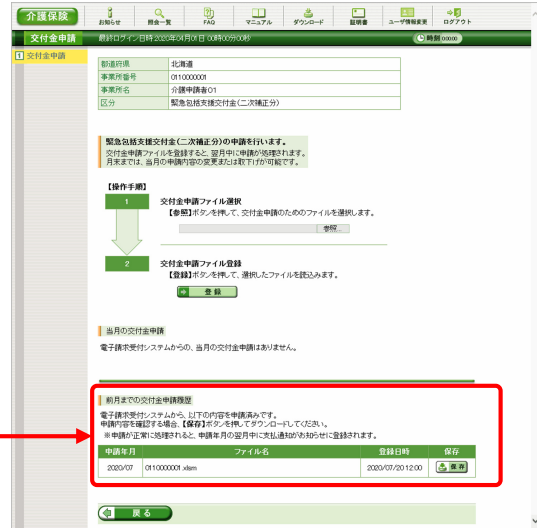 介護保険
お知らせ
照会一覧
FAQ
マニュアル
ダウンロード
証明書
ユーザ情報変更
ログアウト
交付金申請
最終ログイン日時 2020年04月01日 00時00分00秒
時刻 00:00:00
1 交付金申請
都道府県 北海道
事業所番号 0110000001
事業所名 介護申請者01
区分 緊急包括支援交付金(二次補正分)
緊急包括支援交付金(二次補正分)の申請を行います。
交付金申請ファイルを登録すると、翌月中に申請が処理されます。
月末までは、当月の申請内容の変更または取下げが可能です。
【操作手順】
1 交付金申請ファイル選択
【参照】ボタンを押して、交付金申請のためのファイルを選択します。
参照...
2 交付金申請ファイル登録
【登録】ボタンを押して、選択したファイルを読込みます。
登 録
当月の交付金申請
電子請求受付システムからの、当月の交付金申請はありません。
前月までの交付金申請履歴
電子請求受付システムから、以下の内容を申請済みです。
申請内容を確認する場合、【保存】ボタンを押してダウンロードしてください。
※申請が正常に処理されると、申請年月の翌月中に支払通知がお知らせに登録されます。
申請年月 ファイル名 登録日時 保存
2020/07 0110000001.xlsm 2020/07/20 12:00 保 存
戻 る